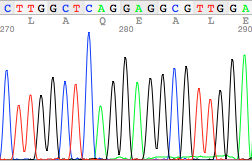 CTTGGCTCAGGAGGCGTTGGA
L A Q E A L E
270 280 290